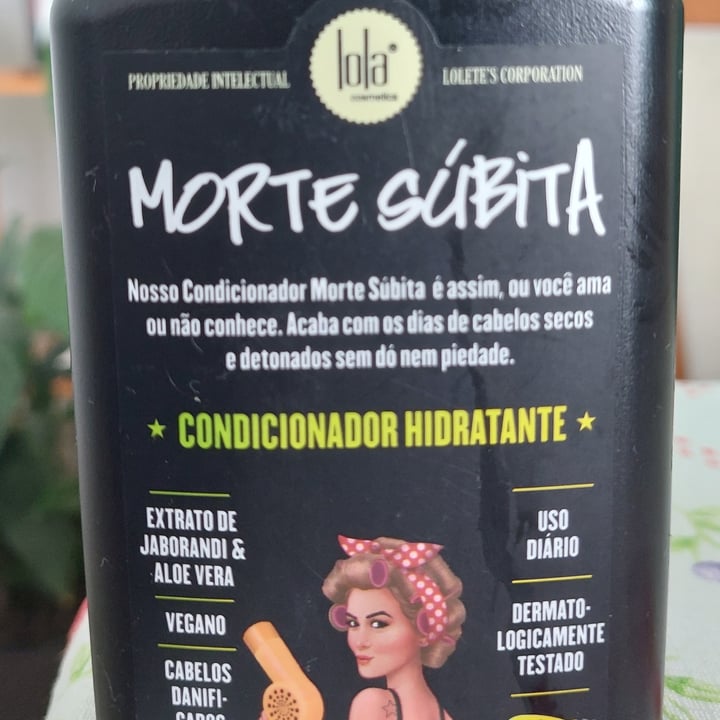 lola
cosmetics
PROPRIEDADE INTELECTUAL
LOLETE'S CORPORATION
MORTE SÚBITA
Nosso Condicionador Morte Súbita é assim, ou você ama
ou não conhece. Acaba com os dias de cabelos secos
e detonados sem dó nem piedade.
CONDICIONADOR HIDRATANTE
EXTRATO DE
JABORANDI &
ALOE VERA
VEGANO
CABELOS
DANIFI-
USO
DIÁRIO
DERMATO-
LOGICAMENTE
TESTADO